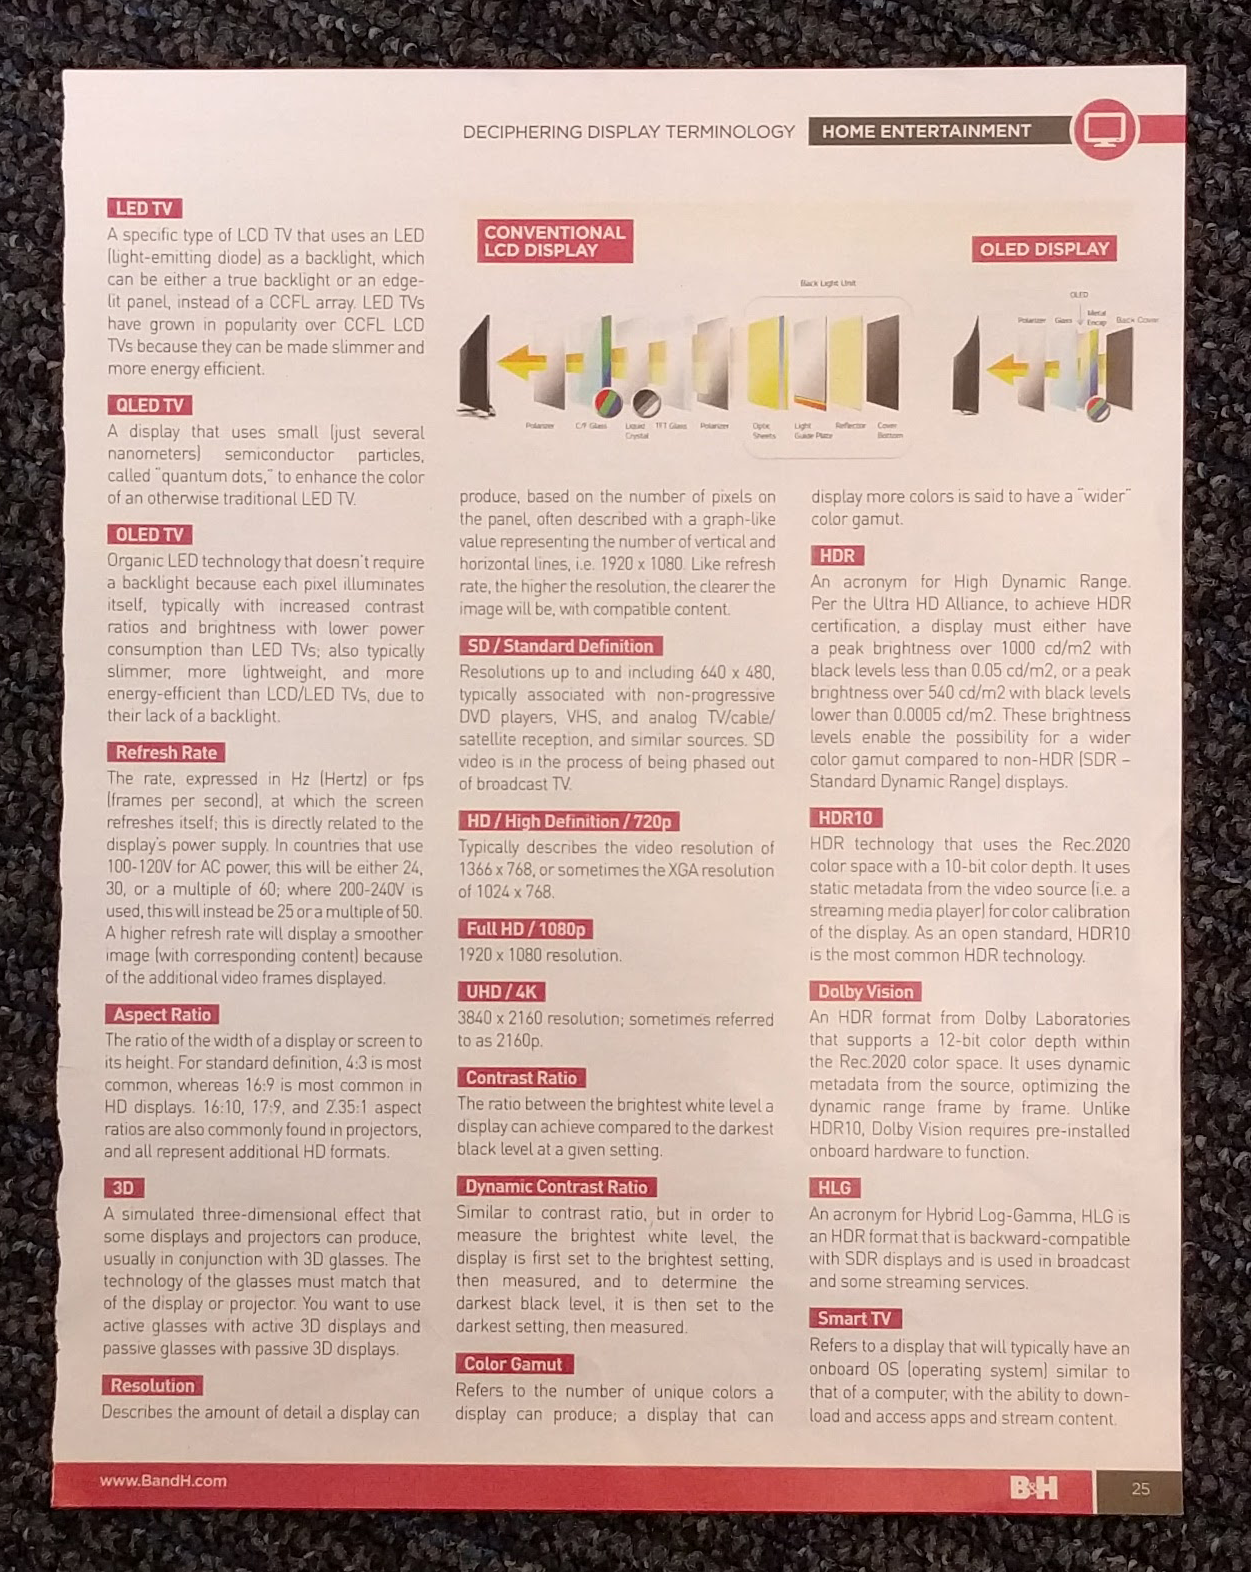 DECIPHERING DISPLAY TERMINOLOGY HOME ENTERTAINMENT
LED TV
A specific type of LCD TV that uses an LED
(light-emitting diode) as a backlight, which
can be either a true backlight or an edge-
lit panel, instead of a CCFL array. LED TVs
have grown in popularity over CCFL LCD
TVs because they can be made slimmer and
more energy efficient.
QLED TV
A display that uses small (just several
nanometers) semiconductor particles,
called "quantum dots," to enhance the color
of an otherwise traditional LED TV.
OLED TV
Organic LED technology that doesn't require
a backlight because each pixel illuminates
itself, typically with increased contrast
ratios and brightness with lower power
consumption than LED TVs; also typically
slimmer, more lightweight, and more
energy-efficient than LCD/LED TVs, due to
their lack of a backlight.
Refresh Rate
The rate, expressed in Hz (Hertz) or fps
(frames per second), at which the screen
refreshes itself; this is directly related to the
display's power supply. In countries that use
100-120V for AC power, this will be either 24,
30, or a multiple of 60; where 200-240V is
used, this will instead be 25 or a multiple of 50.
A higher refresh rate will display a smoother
image (with corresponding content) because
of the additional video frames displayed.
Aspect Ratio
The ratio of the width of a display or screen to
its height. For standard definition, 4:3 is most
common, whereas 16:9 is most common in
HD displays. 16:10, 17:9, and 2.35:1 aspect
ratios are also commonly found in projectors,
and all represent additional HD formats.
3D
A simulated three-dimensional effect that
some displays and projectors can produce,
usually in conjunction with 3D glasses. The
technology of the glasses must match that
of the display or projector. You want to use
active glasses with active 3D displays and
passive glasses with passive 3D displays.
Resolution
Describes the amount of detail a display can
CONVENTIONAL
LCD DISPLAY
Back Light Unit
Polarizer
C/F Glass
Liquid
Crystal
TFT Glass
Polarizer
Optic
Sheets
Light
Guide Plate
Reflector
Cover
Bottom
OLED DISPLAY
OLED
Polarizer
Glass
Metal
Encap
Back Cover
produce, based on the number of pixels on
the panel, often described with a graph-like
value representing the number of vertical and
horizontal lines, i.e. 1920 x 1080. Like refresh
rate, the higher the resolution, the clearer the
image will be, with compatible content.
SD / Standard Definition
Resolutions up to and including 640 x 480,
typically associated with non-progressive
DVD players, VHS, and analog TV/cable/
satellite reception, and similar sources. SD
video is in the process of being phased out
of broadcast TV.
HD / High Definition / 720p
Typically describes the video resolution of
1366 x 768, or sometimes the XGA resolution
of 1024 x 768.
Full HD / 1080p
1920 x 1080 resolution.
UHD / 4K
3840 x 2160 resolution; sometimes referred
to as 2160p.
Contrast Ratio
The ratio between the brightest white level a
display can achieve compared to the darkest
black level at a given setting.
Dynamic Contrast Ratio
Similar to contrast ratio, but in order to
measure the brightest white level, the
display is first set to the brightest setting,
then measured, and to determine the
darkest black level, it is then set to the
darkest setting, then measured.
Color Gamut
Refers to the number of unique colors a
display can produce; a display that can
display more colors is said to have a "wider"
color gamut.
HDR
An acronym for High Dynamic Range.
Per the Ultra HD Alliance, to achieve HDR
certification, a display must either have
a peak brightness over 1000 cd/m2 with
black levels less than 0.05 cd/m2, or a peak
brightness over 540 cd/m2 with black levels
lower than 0.0005 cd/m2. These brightness
levels enable the possibility for a wider
color gamut compared to non-HDR (SDR –
Standard Dynamic Range) displays.
HDR10
HDR technology that uses the Rec.2020
color space with a 10-bit color depth. It uses
static metadata from the video source (i.e. a
streaming media player) for color calibration
of the display. As an open standard, HDR10
is the most common HDR technology.
Dolby Vision
An HDR format from Dolby Laboratories
that supports a 12-bit color depth within
the Rec.2020 color space. It uses dynamic
metadata from the source, optimizing the
dynamic range frame by frame. Unlike
HDR10, Dolby Vision requires pre-installed
onboard hardware to function.
HLG
An acronym for Hybrid Log-Gamma, HLG is
an HDR format that is backward-compatible
with SDR displays and is used in broadcast
and some streaming services.
Smart TV
Refers to a display that will typically have an
onboard OS (operating system) similar to
that of a computer, with the ability to down-
load and access apps and stream content.
www.BandH.com
B&H
25